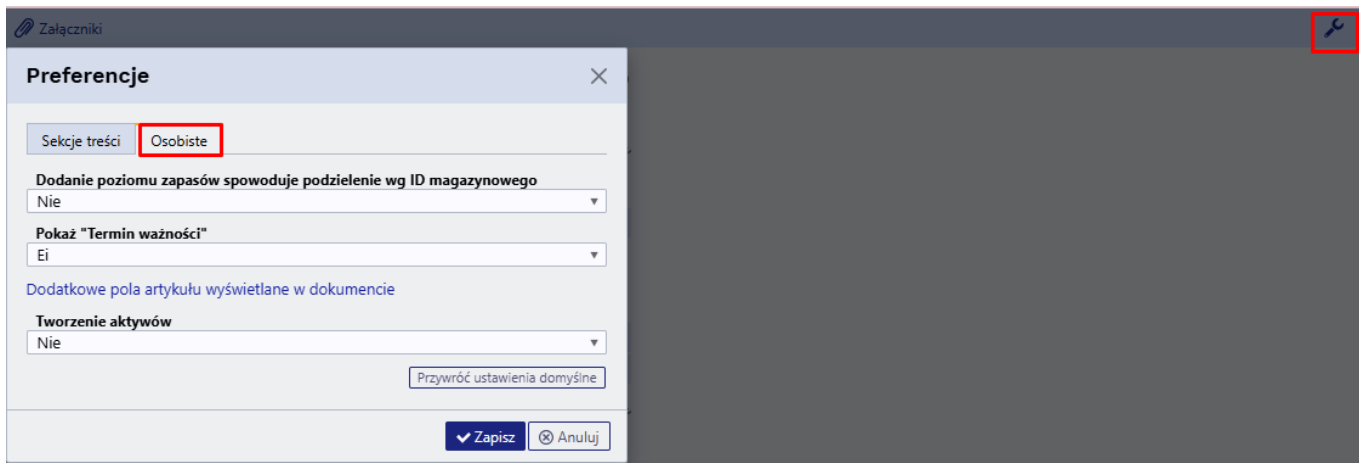 Załączniki
Preferencje
Sekcje treści Osobiste
Dodanie poziomu zapasów spowoduje podzielenie wg ID magazynowego
Nie
Pokaż "Termin ważności"
Ei
Dodatkowe pola artykułu wyświetlane w dokumencie
Tworzenie aktywów
Nie
Przywróć ustawienia domyślne
Zapisz Anuluj